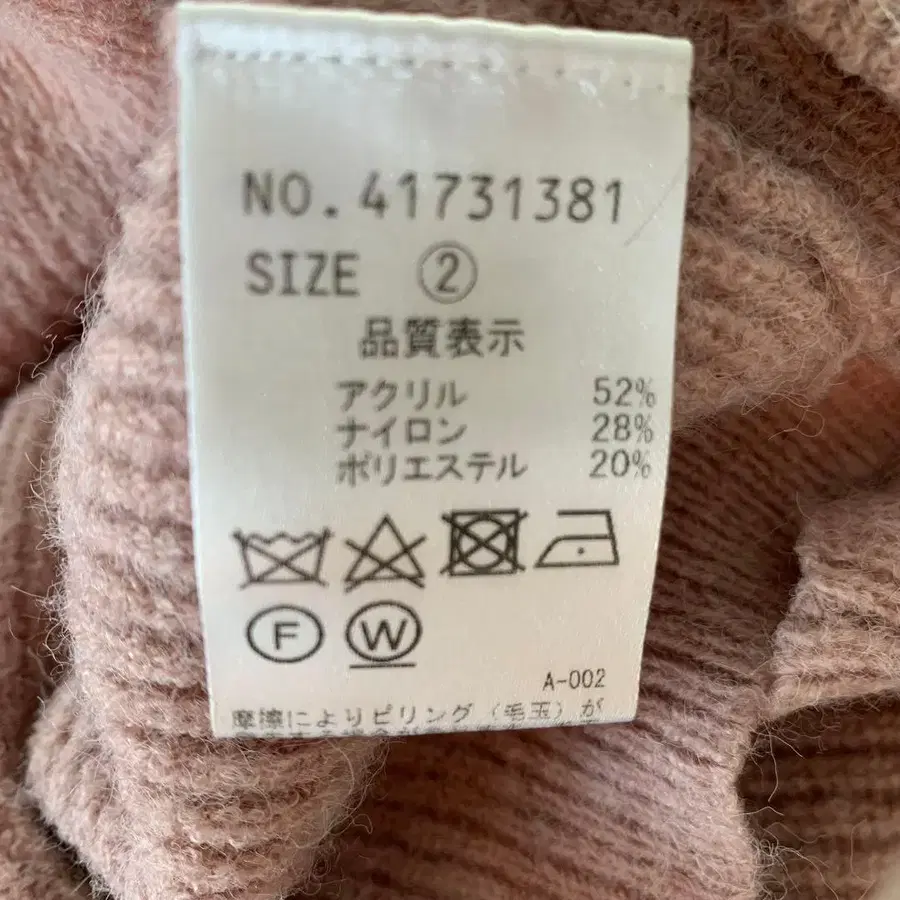 NO.41731381
SIZE ②
品質表示
アクリル 52%
ナイロン 28%
ポリエステル 20%
F W
A-002
摩擦によりピリング(毛玉)が